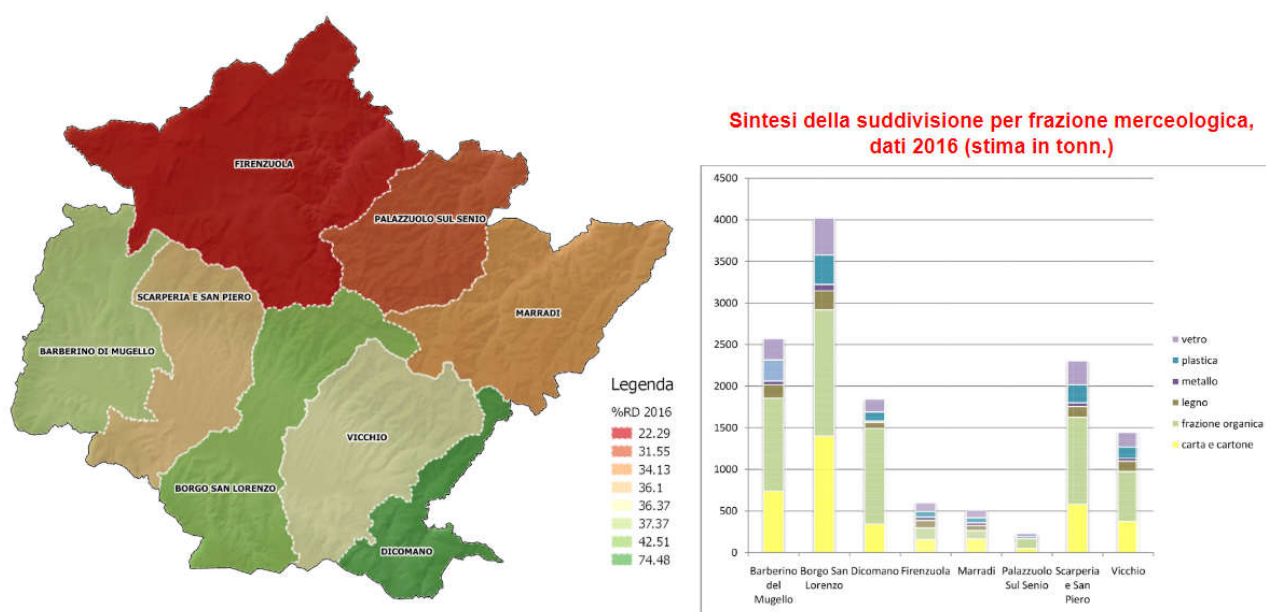 FIRENZUOLA
PALAZZUOLO SUL SENIO
SCARPERIA E SAN PIERO
MARRADI
BARBERINO DI MUGELLO
VICCHIO
BORGO SAN LORENZO
DICOMANO
Legenda
%RD 2016
22.29
31.55
34.13
36.1
36.37
37.37
42.51
74.48
Sintesi della suddivisione per frazione merceologica,
dati 2016 (stima in tonn.)
4500
4000
3500
3000
2500
2000
1500
1000
500
0
Barberino del Mugello
Borgo San Lorenzo
Dicomano
Firenzuola
Marradi
Palazzuolo Sul Senio
Scarperia e San Piero
Vicchio
vetro
plastica
metallo
legno
frazione organica
carta e cartone